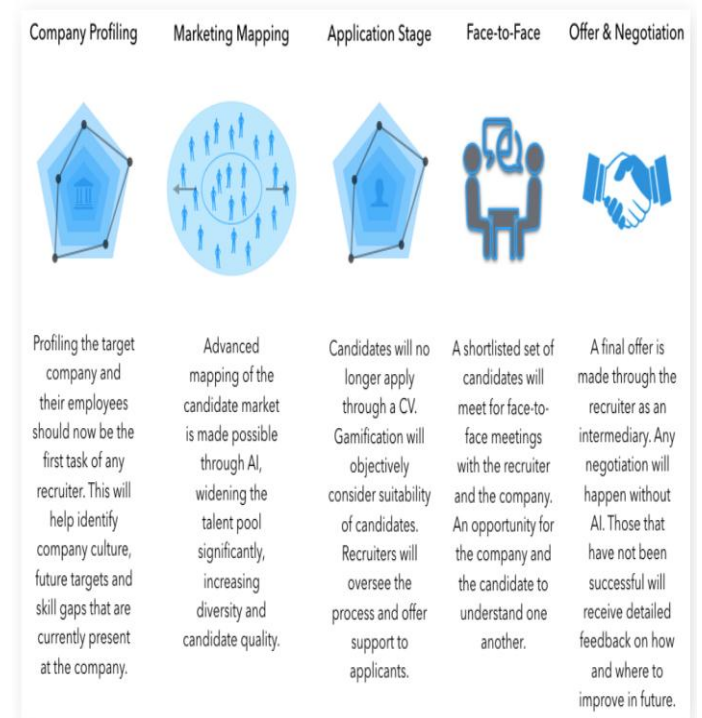 Company Profiling
Marketing Mapping
Application Stage
Face-to-Face
Offer & Negotiation
Profiling the target
company and
their employees
should now be the
first task of any
recruiter. This will
help identify
company culture,
future targets and
skill gaps that are
currently present
at the company.
Advanced
mapping of the
candidate market
is made possible
through AI,
widening the
talent pool
significantly,
increasing
diversity and
candidate quality.
Candidates will no
longer apply
through a CV.
Gamification will
objectively
consider suitability
of candidates.
Recruiters will
oversee the
process and offer
support to
applicants.
A shortlisted set of
candidates will
meet for face-to-
face meetings
with the recruiter
and the company.
An opportunity for
the company and
the candidate to
understand one
another.
A final offer is
made through the
recruiter as an
intermediary. Any
negotiation will
happen without
AI. Those that
have not been
successful will
receive detailed
feedback on how
and where to
improve in future.